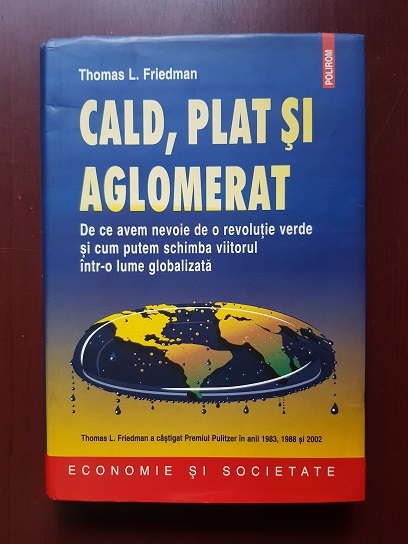 POLIROM
Thomas L. Friedman
CALD, PLAT ȘI
AGLOMERAT
De ce avem nevoie de o revoluție verde
și cum putem schimba viitorul
într-o lume globalizată
Thomas L. Friedman a câștigat Premiul Pulitzer în anii 1983, 1988 și 2002
ECONOMIE ȘI SOCIETATE